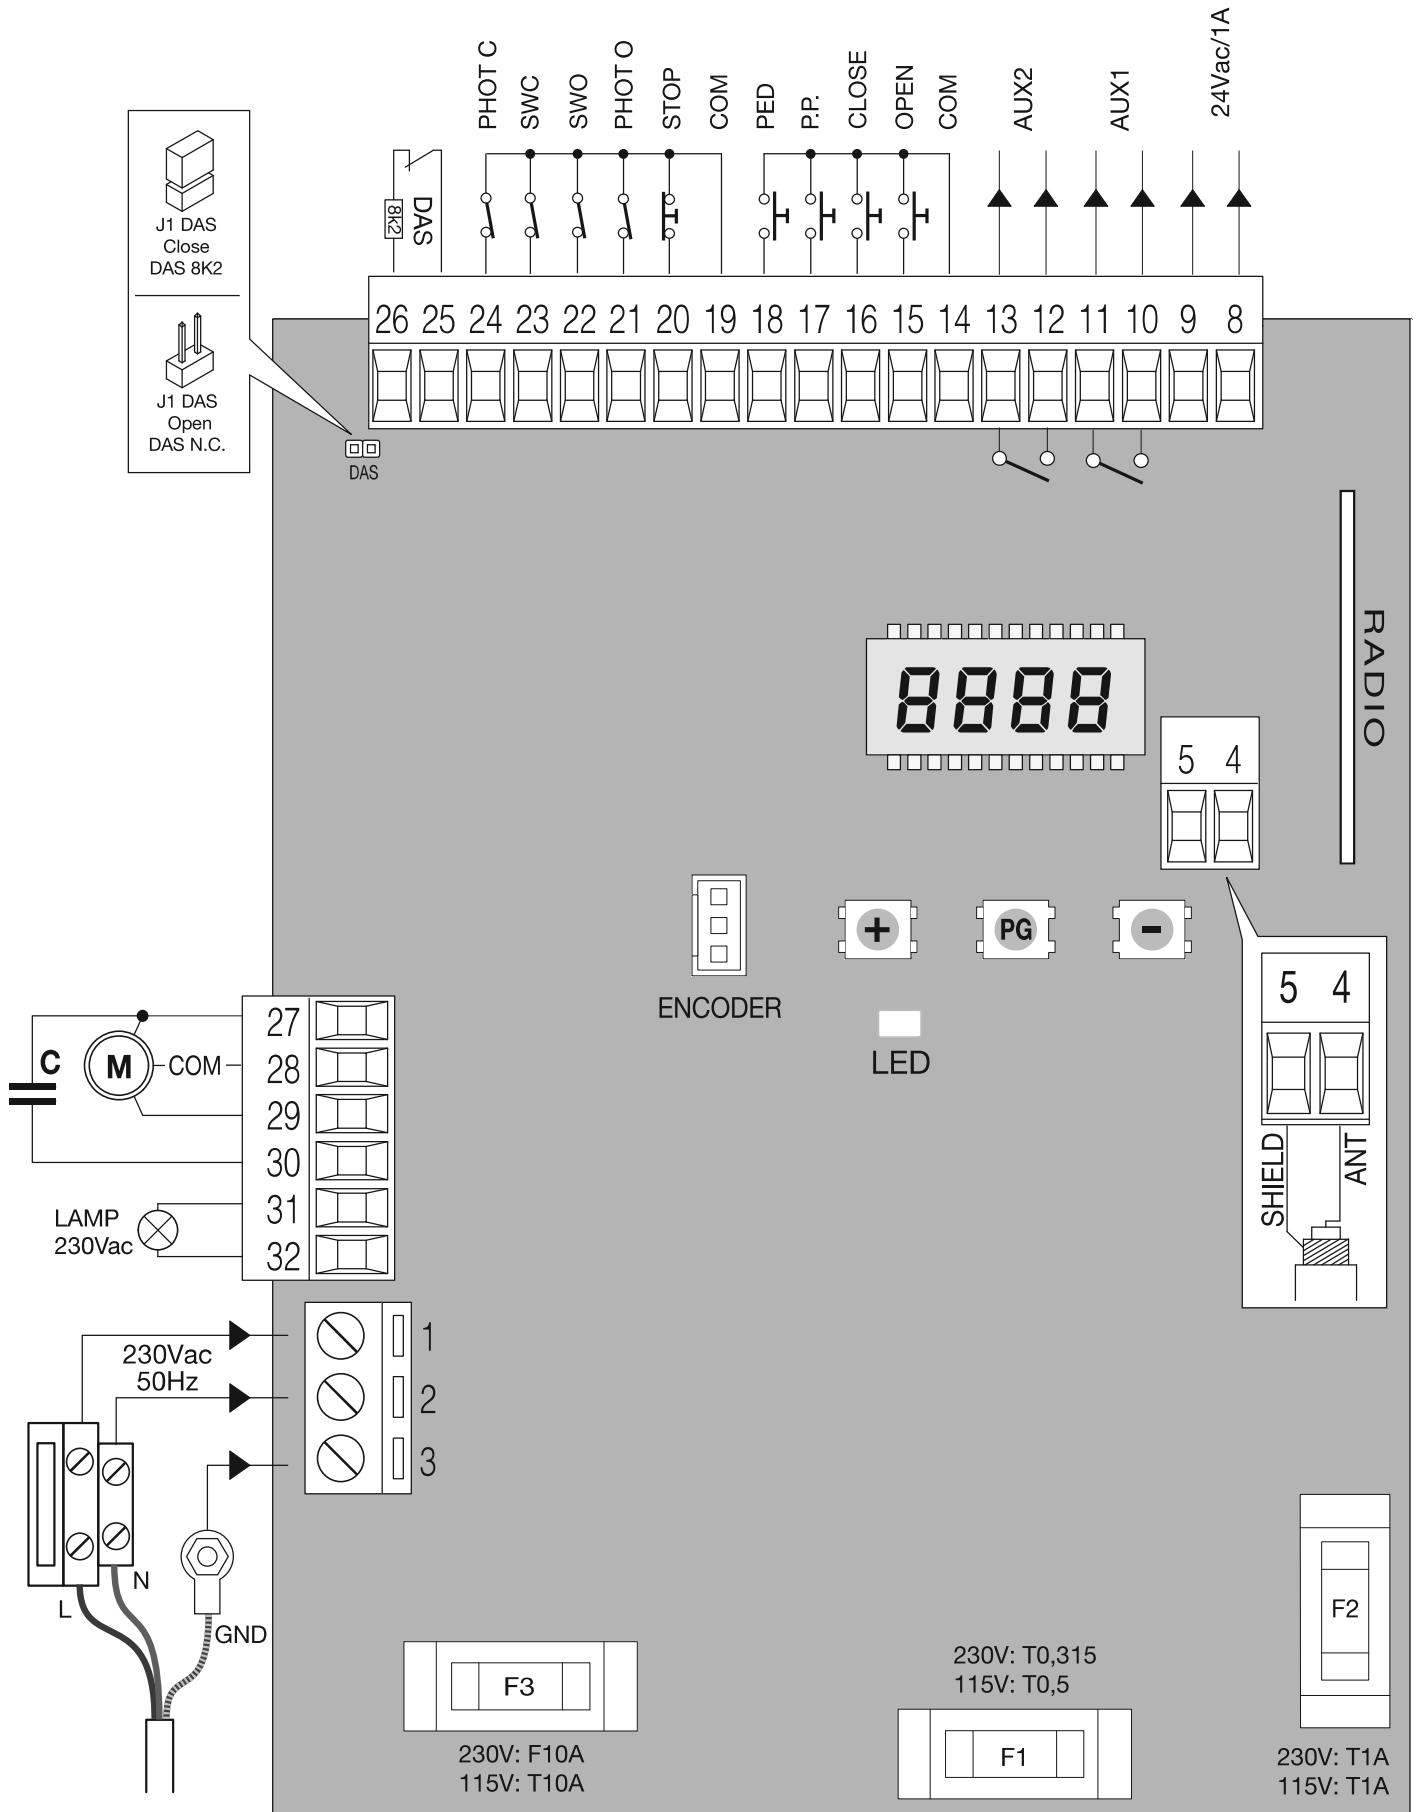 PHOT C
SWC
SWO
PHOT O
STOP
COM
PED
P.P.
CLOSE
OPEN
COM
AUX2
AUX1
24Vac/1A
J1 DAS
Close
DAS 8K2
J1 DAS
Open
DAS N.C.
8k2
DAS
26 25 24 23 22 21 20 19 18 17 16 15 14 13 12 11 10 9 8
DAS
RADIO
8888
5 4
+
PG
-
ENCODER
LED
5 4
SHIELD
ANT
C
M
COM
27
28
29
30
31
32
LAMP
230Vac
230Vac
50Hz
1
2
3
N
L
GND
F3
230V: F10A
115V: T10A
230V: T0,315
115V: T0,5
F1
F2
230V: T1A
115V: T1A